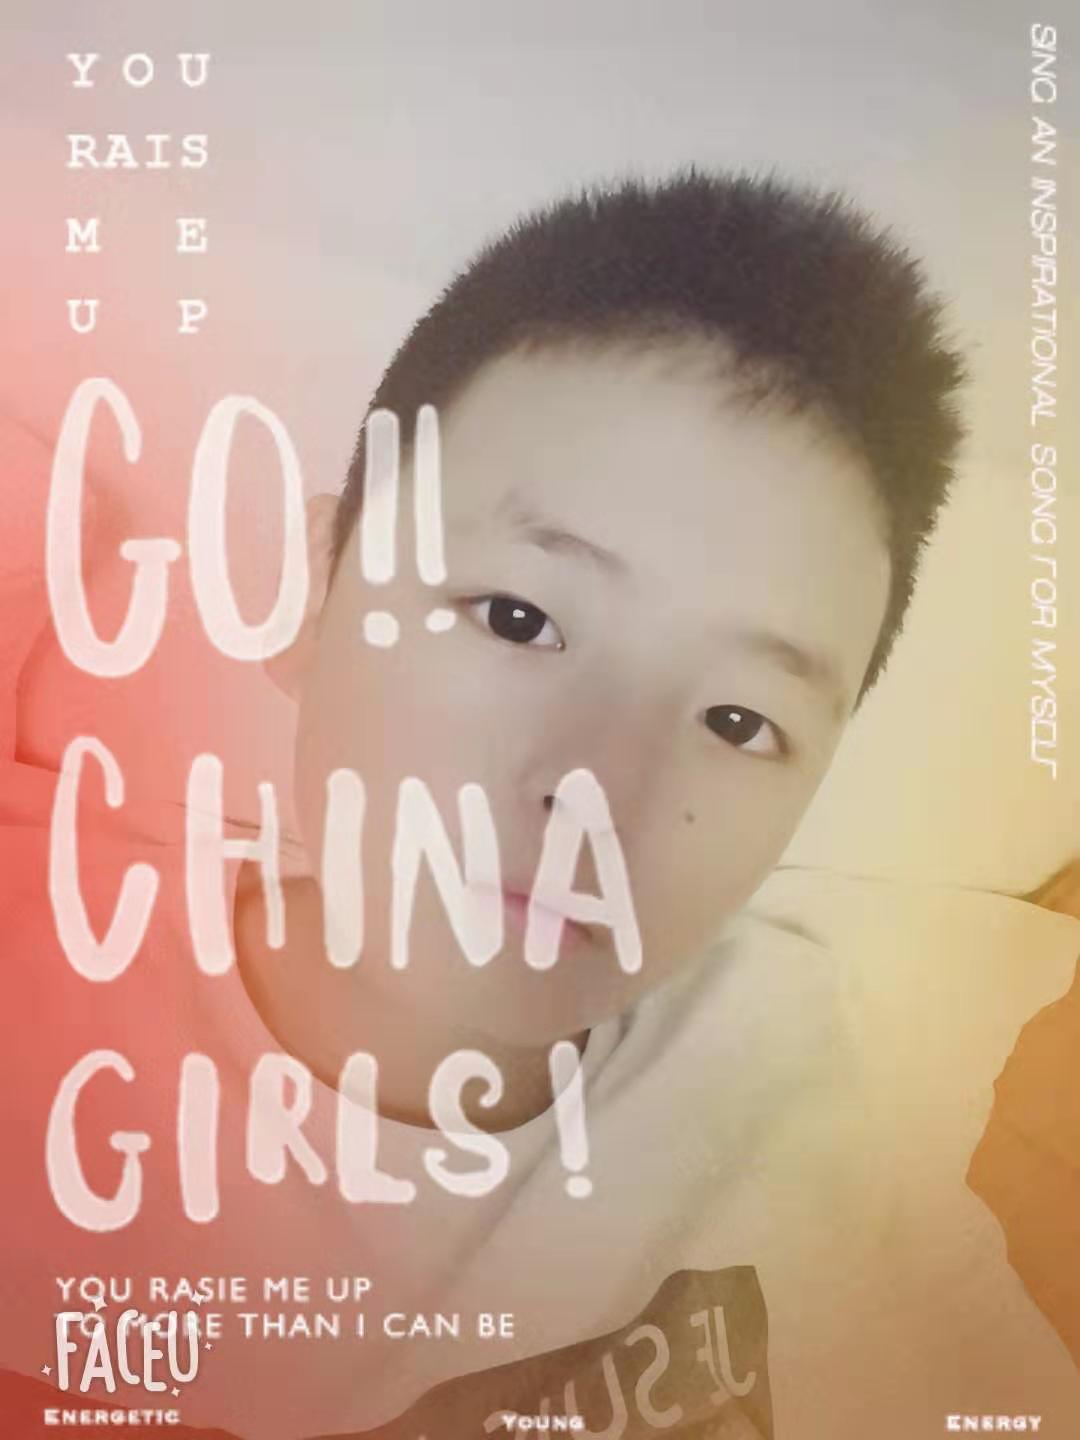 YOU
RAIS
M E
U P
GO!!
CHINA
GIRLS!
YOU RASIE ME UP
TO MORE THAN I CAN BE
FACEU
ENERGETIC
YOUNG
ENERGY
SING AN INSPIRATIONAL SONG FOR MYSELF